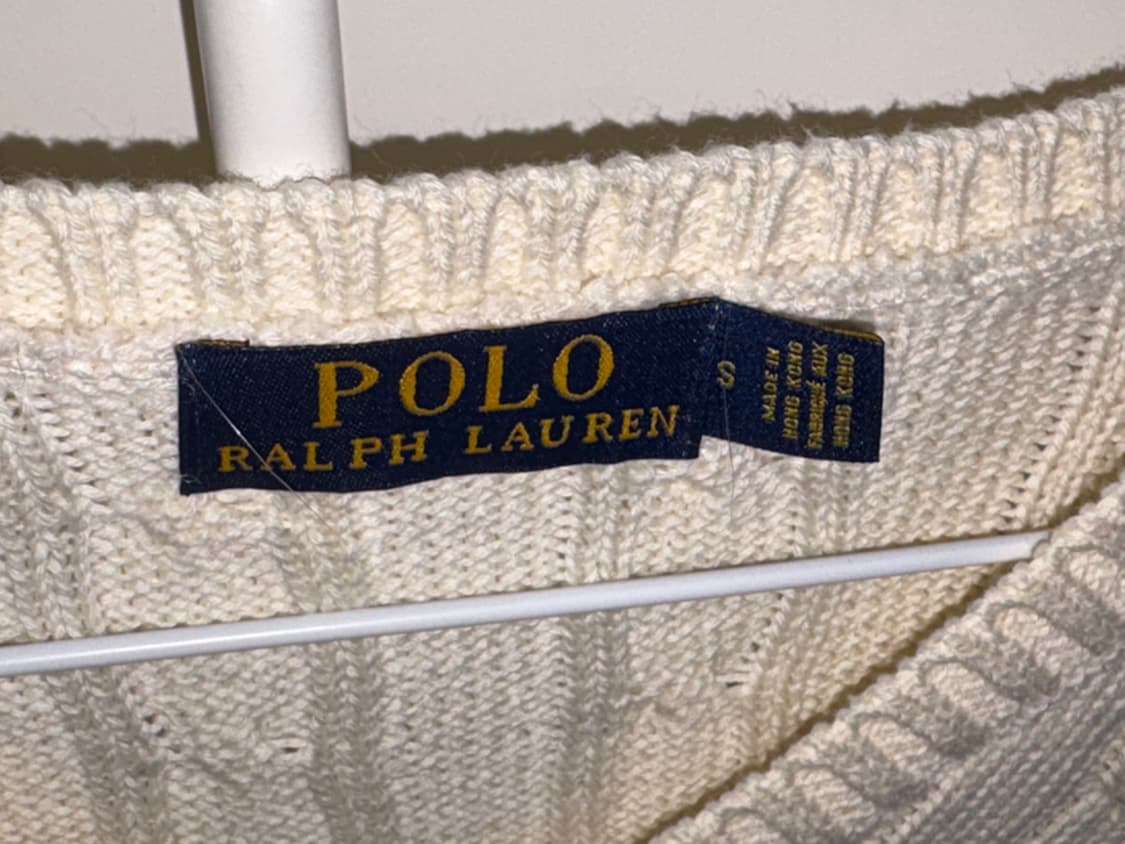 POLO
RALPH LAUREN
S
MADE IN
HONG KONG
FABRIQUÉ AUX
HONG KONG